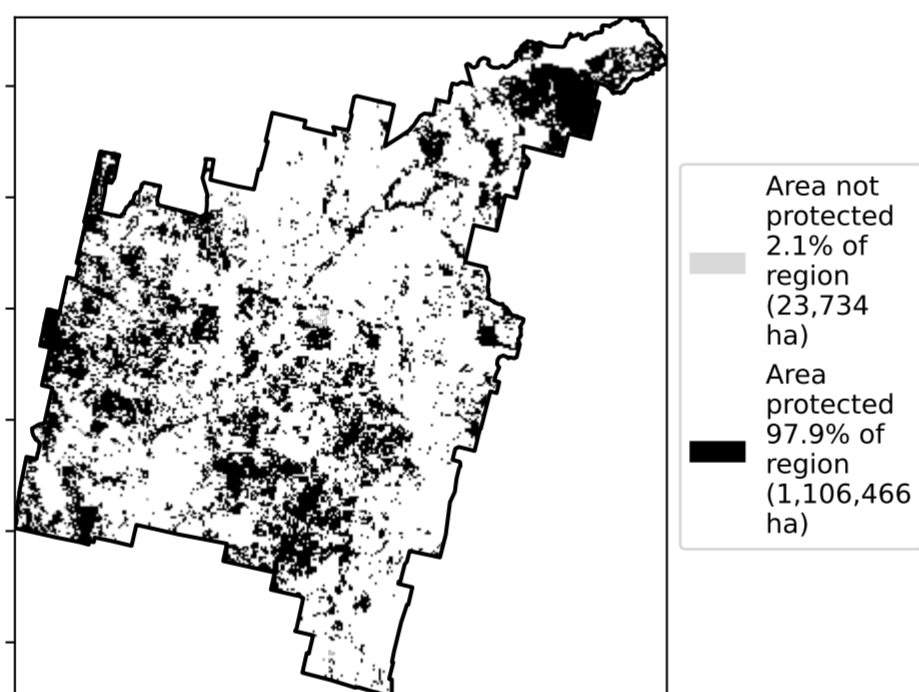 Area not
protected
2.1% of
region
(23,734
ha)
Area
protected
97.9% of
region
(1,106,466
ha)